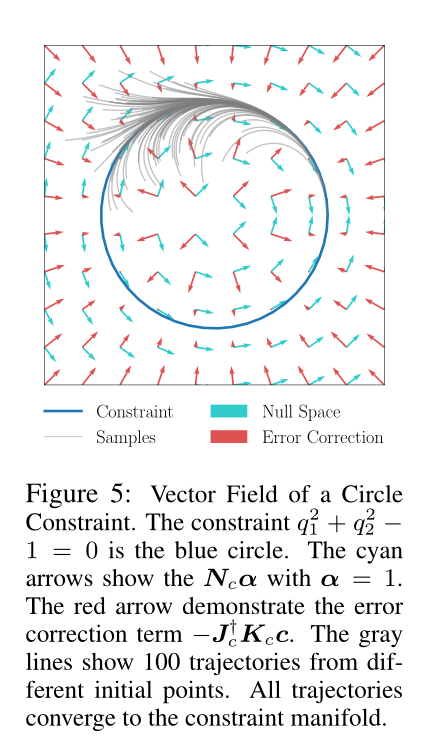 Constraint
Null Space
Samples
Error Correction
Figure 5: Vector Field of a Circle
Constraint. The constraint $q_1^2 + q_2^2 -$
$1 = 0$ is the blue circle. The cyan
arrows show the $\boldsymbol{N}_c\boldsymbol{\alpha}$ with $\boldsymbol{\alpha} = 1$.
The red arrow demonstrate the error
correction term $-\boldsymbol{J}_c^\dagger \boldsymbol{K}_c \boldsymbol{c}$. The gray
lines show 100 trajectories from dif-
ferent initial points. All trajectories
converge to the constraint manifold.